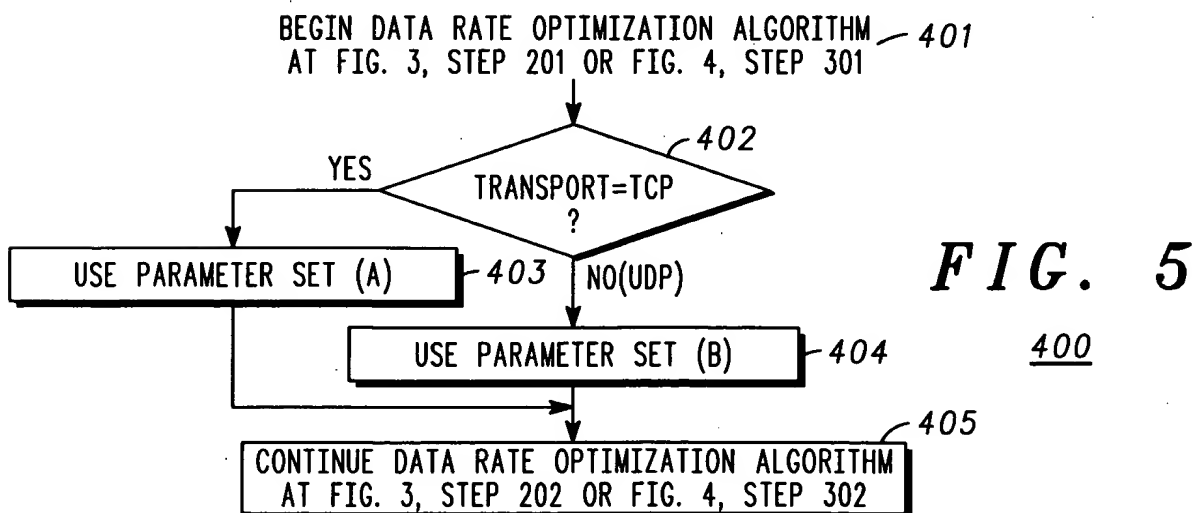 BEGIN DATA RATE OPTIMIZATION ALGORITHM
AT FIG. 3, STEP 201 OR FIG. 4, STEP 301
401
402
YES
TRANSPORT=TCP
?
USE PARAMETER SET (A)
403
NO(UDP)
FIG. 5
USE PARAMETER SET (B)
404
400
405
CONTINUE DATA RATE OPTIMIZATION ALGORITHM
AT FIG. 3, STEP 202 OR FIG. 4, STEP 302